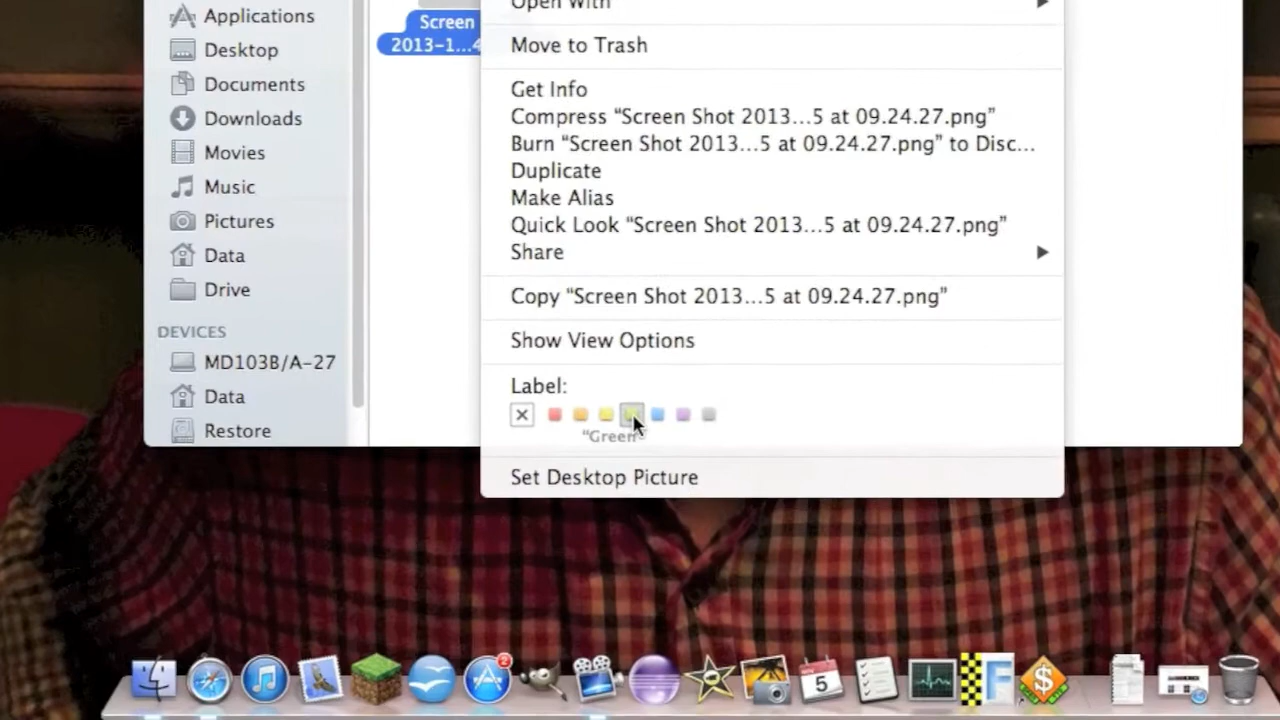 Applications
Desktop
Documents
Downloads
Movies
Music
Pictures
Data
Drive
DEVICES
MD103B/A-27
Data
Restore
Screen
2013-1...4
Open With
Move to Trash
Get Info
Compress “Screen Shot 2013...5 at 09.24.27.png”
Burn “Screen Shot 2013...5 at 09.24.27.png” to Disc...
Duplicate
Make Alias
Quick Look “Screen Shot 2013...5 at 09.24.27.png”
Share
Copy “Screen Shot 2013...5 at 09.24.27.png”
Show View Options
Label:
“Green”
Set Desktop Picture
2
5
F
$